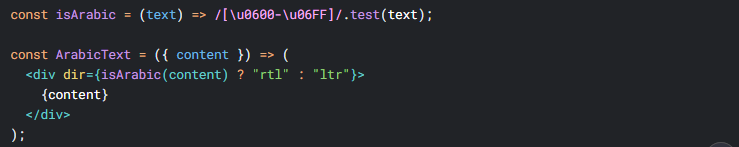 const isArabic = (text) => /[\u0600-\u06FF]/.test(text);
const ArabicText = ({ content }) => (
  <div dir={isArabic(content) ? "rtl" : "ltr"}>
    {content}
  </div>
);